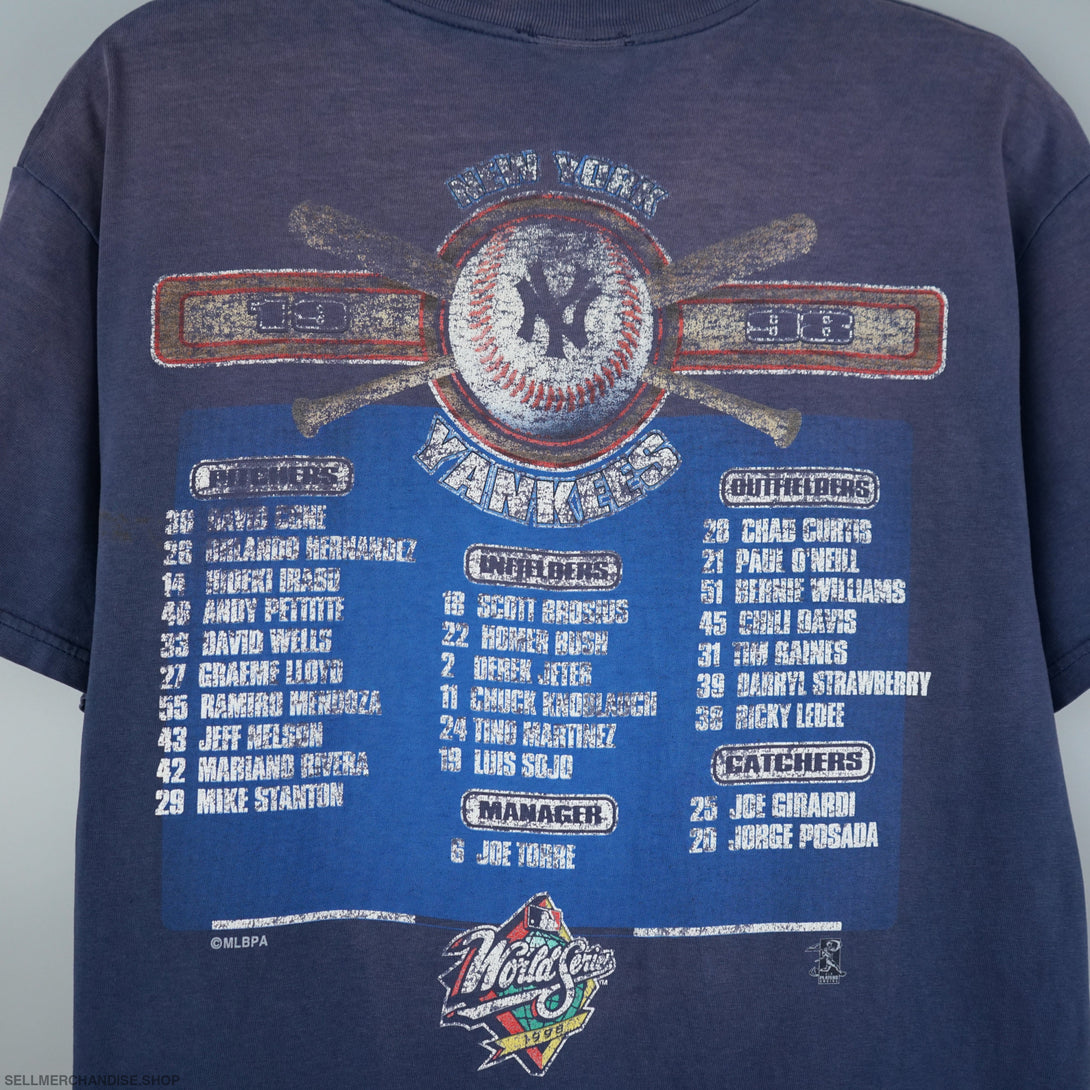 NEW YORK
NY
19 98
YANKEES
PITCHERS
36 DAVID CONE
26 ORLANDO HERNANDEZ
14 HIDEKI IRABU
46 ANDY PETTITTE
33 DAVID WELLS
27 GRAEME LLOYD
55 RAMIRO MENDOZA
43 JEFF NELSON
42 MARIANO RIVERA
29 MIKE STANTON
INFIELDERS
18 SCOTT BROSIUS
22 HOMER BUSH
2 DEREK JETER
11 CHUCK KNOBLAUCH
24 TINO MARTINEZ
19 LUIS SOJO
MANAGER
6 JOE TORRE
OUTFIELDERS
28 CHAD CURTIS
21 PAUL O'NEILL
51 BERNIE WILLIAMS
45 CHILI DAVIS
31 TIM RAINES
39 DARRYL STRAWBERRY
38 RICKY LEDEE
CATCHERS
25 JOE GIRARDI
20 JORGE POSADA
©MLBPA
World Series
TM
1998
SELLMERCHANDISE.SHOP